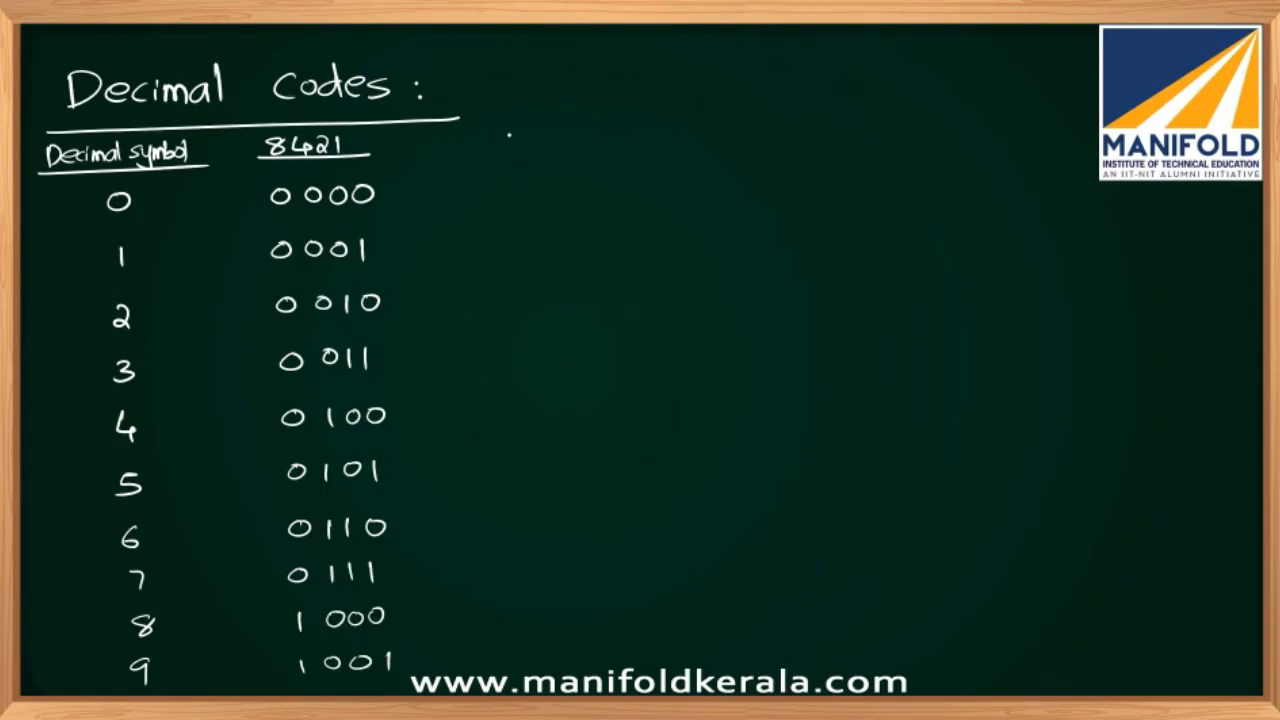 Decimal Codes :
Decimal symbol 8421
0 0000
1 0001
2 0010
3 0011
4 0100
5 0101
6 0110
7 0111
8 1000
9 1001
MANIFOLD
INSTITUTE OF TECHNICAL EDUCATION
AN IIT-NIT ALUMNI INITIATIVE
www.manifoldkerala.com